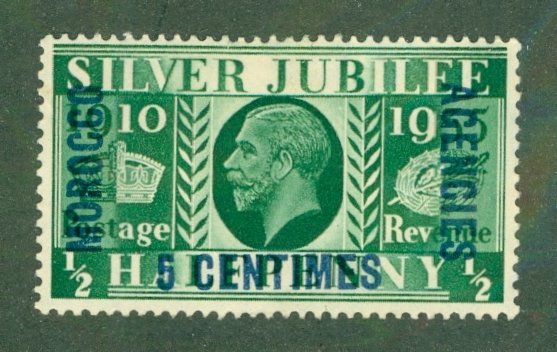 SILVER JUBILEE
1910 1935
Postage Revenue
½ HALFPENNY ½
MOROCCO
AGENCIES
5 CENTIMES